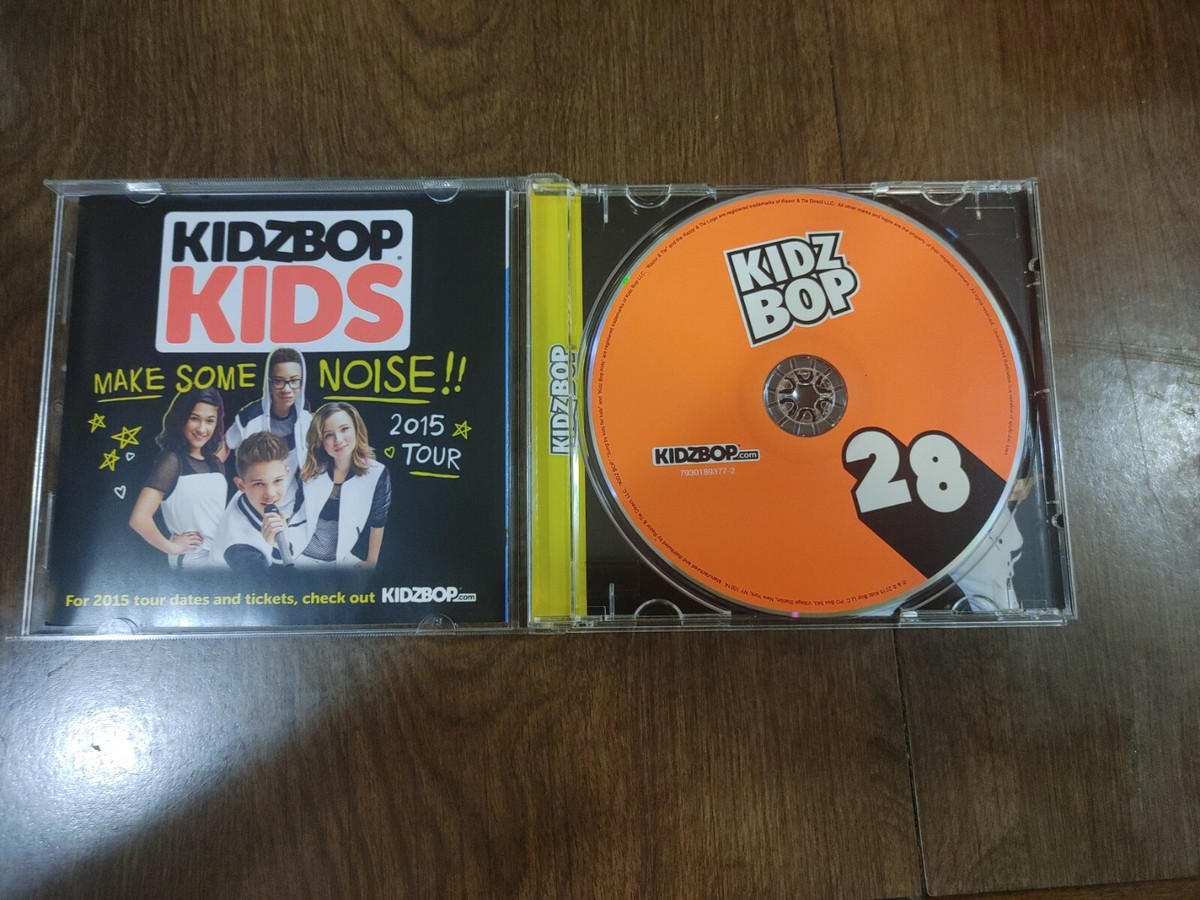 KIDZBOP®
KIDS
MAKE SOME NOISE!!
2015
TOUR
For 2015 tour dates and tickets, check out KIDZBOP.com
KIDZBOP
KIDZ
BOP
KIDZBOP.com
7930189377-2
28